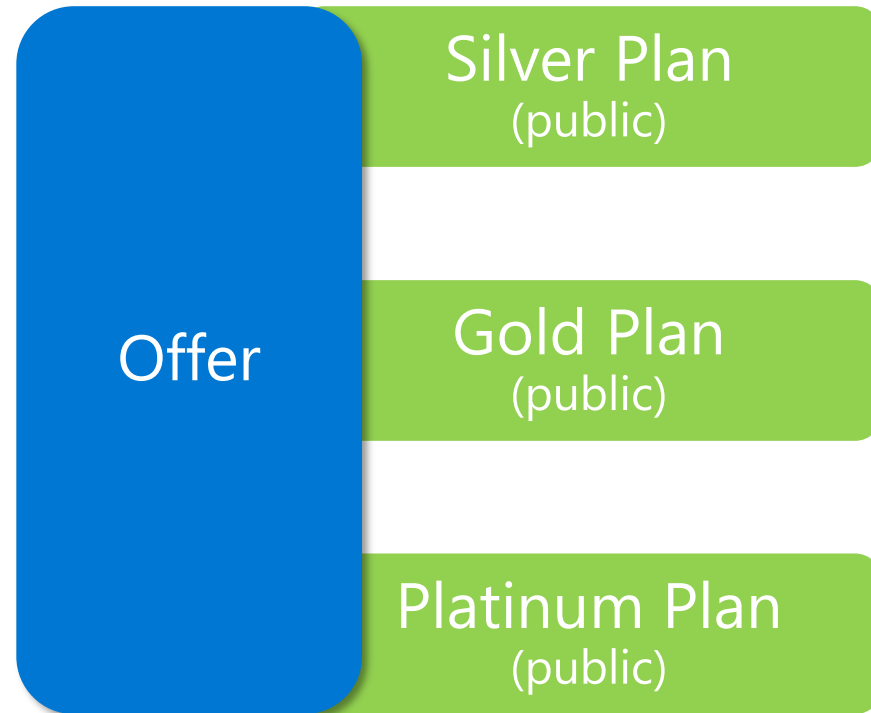 Silver Plan
(public)
Offer
Gold Plan
(public)
Platinum Plan
(public)